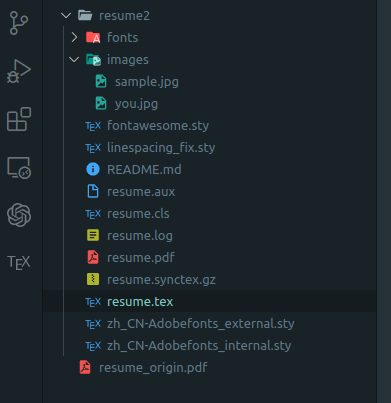 resume2
fonts
images
sample.jpg
you.jpg
TEX fontawesome.sty
TEX linespacing_fix.sty
README.md
resume.aux
TEX resume.cls
resume.log
resume.pdf
resume.synctex.gz
TEX resume.tex
TEX zh_CN-Adobefonts_external.sty
TEX zh_CN-Adobefonts_internal.sty
resume_origin.pdf
TEX